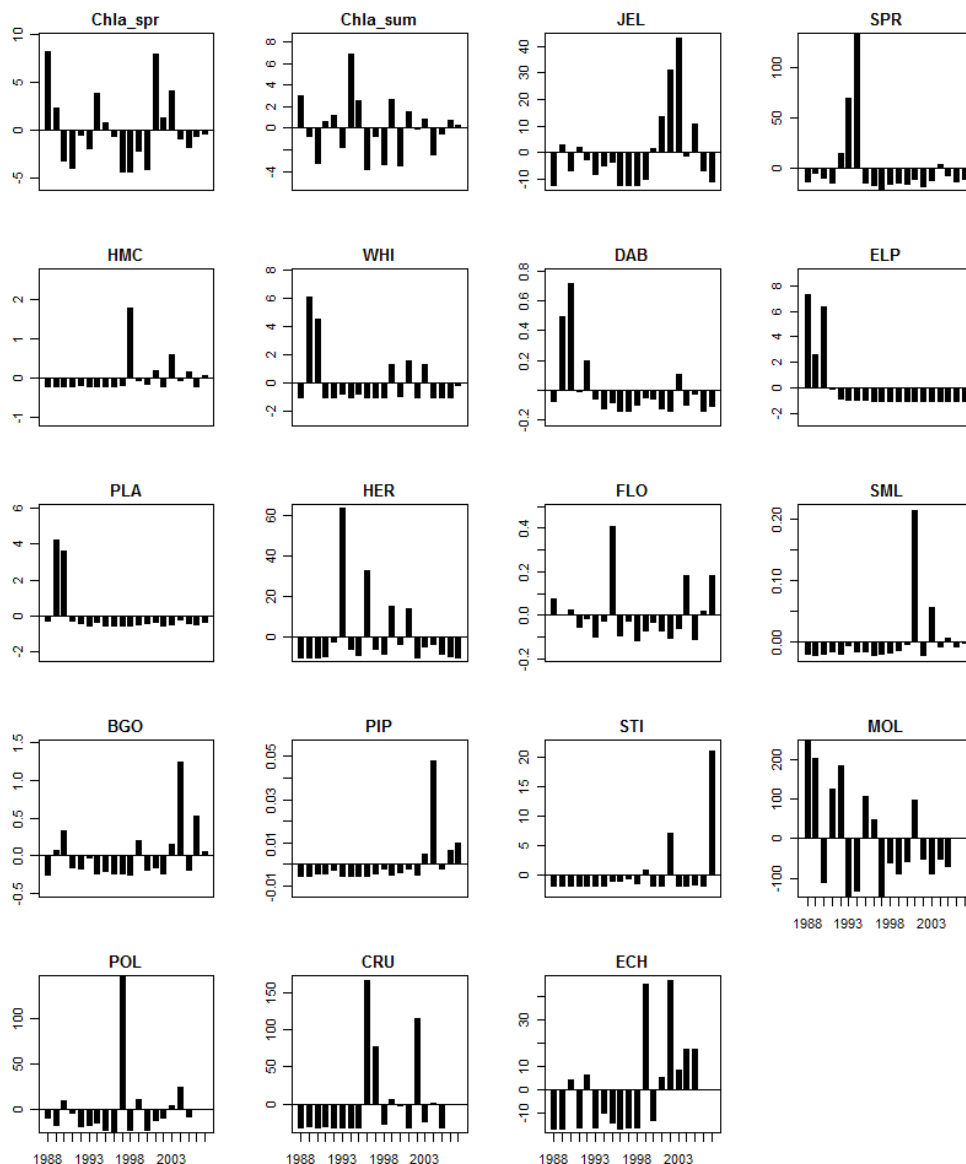 Chla_spr Chla_sum JEL SPR
10 5 0 -5
8 6 4 2 0 -4
40 30 20 10 0 -10
100 50 0
HMC WHI DAB ELP
2 1 0 -1
8 6 4 2 0 -2
0.8 0.6 0.4 0.2 -0.2
8 6 4 2 0 -2
PLA HER FLO SML
6 4 2 0 -2
60 40 20 0
0.4 0.2 0.0 -0.2
0.20 0.10 0.00
BGO PIP STI MOL
1.5 1.0 0.5 0.0 -0.5
0.05 0.03 0.01 -0.01
20 15 10 5 0
200 100 0 -100
1988 1993 1998 2003
POL CRU ECH
100 50 0
150 100 50 0
30 10 0 -10
1988 1993 1998 2003
1988 1993 1998 2003
1988 1993 1998 2003